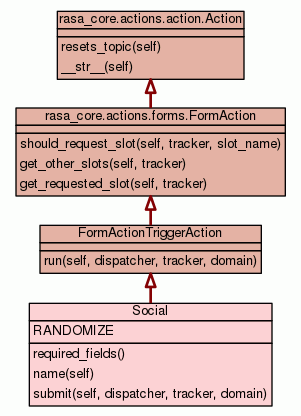 rasa_core.actions.action.Action
resets_topic(self)
__str__(self)
rasa_core.actions.forms.FormAction
should_request_slot(self, tracker, slot_name)
get_other_slots(self, tracker)
get_requested_slot(self, tracker)
FormActionTriggerAction
run(self, dispatcher, tracker, domain)
Social
RANDOMIZE
required_fields()
name(self)
submit(self, dispatcher, tracker, domain)